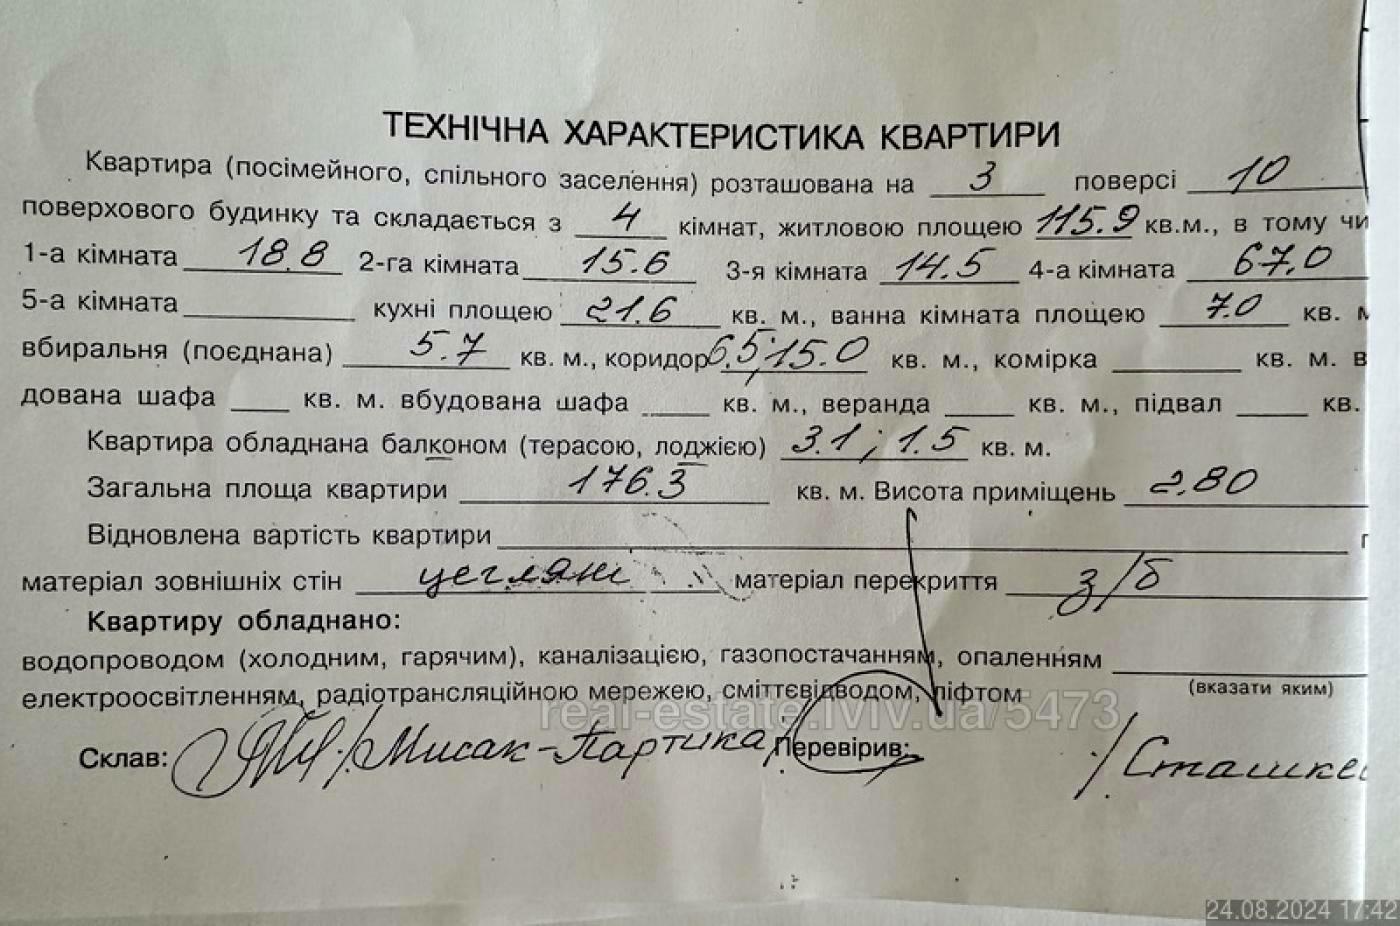 ТЕХНІЧНА ХАРАКТЕРИСТИКА КВАРТИРИ
Квартира (посімейного, спільного заселення) розташована на 3 поверсі 10
поверхового будинку та складається з 4 кімнат, житловою площею 115.9 кв.м., в тому чи
1-а кімната 18.8 2-га кімната 15.6 3-я кімната 14.5 4-а кімната 67.0
5-а кімната кухні площею 21.6 кв. м., ванна кімната площею 7.0 кв. м
вбиральня (поєднана) 5.7 кв. м., коридор 6.5; 15.0 кв. м., комірка кв. м. в
дована шафа кв. м. вбудована шафа кв. м., веранда кв. м., підвал кв.
Квартира обладнана балконом (терасою, лоджією) 3.1; 1.5 кв. м.
Загальна площа квартири 176.3 кв. м. Висота приміщень 2.80
Відновлена вартість квартири
матеріал зовнішніх стін цегляні матеріал перекриття з/б
Квартиру обладнано:
водопроводом (холодним, гарячим), каналізацією, газопостачанням, опаленням
(вказати яким)
електроосвітленням, радіотрансляційною мережею, сміттєвідводом, ліфтом
real-estate.lviv.ua/5473
Склав: /Мисак-Партика/ Перевірив: /Сташке
24.08.2024 17:42